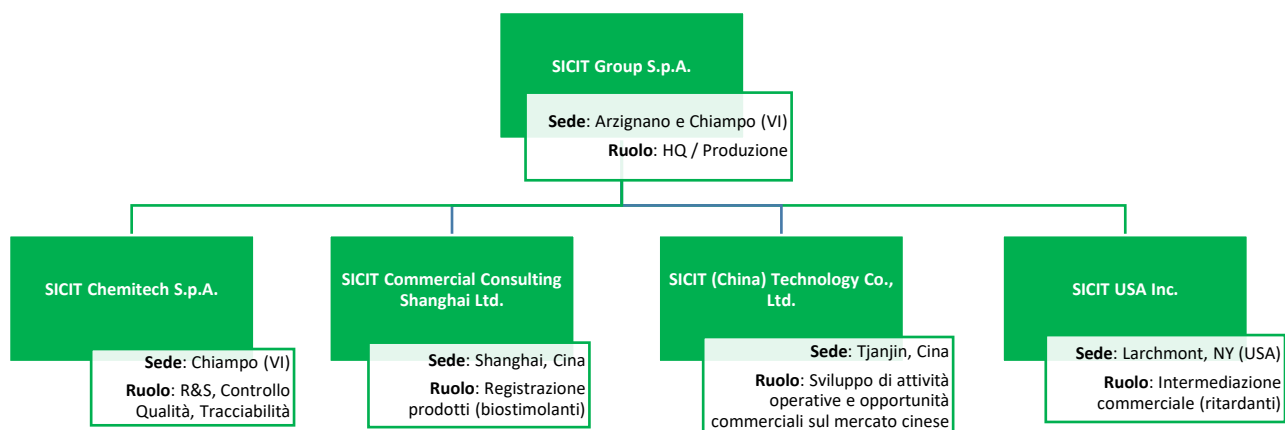 SICIT Group S.p.A.
Sede: Arzignano e Chiampo (VI)
Ruolo: HQ / Produzione
SICIT Chemitech S.p.A.
Sede: Chiampo (VI)
Ruolo: R&S, Controllo
Qualità, Tracciabilità
SICIT Commercial Consulting
Shanghai Ltd.
Sede: Shanghai, Cina
Ruolo: Registrazione
prodotti (biostimolanti)
SICIT (China) Technology Co.,
Ltd.
Sede: Tjanjin, Cina
Ruolo: Sviluppo di attività
operative e opportunità
commerciali sul mercato cinese
SICIT USA Inc.
Sede: Larchmont, NY (USA)
Ruolo: Intermediazione
commerciale (ritardanti)